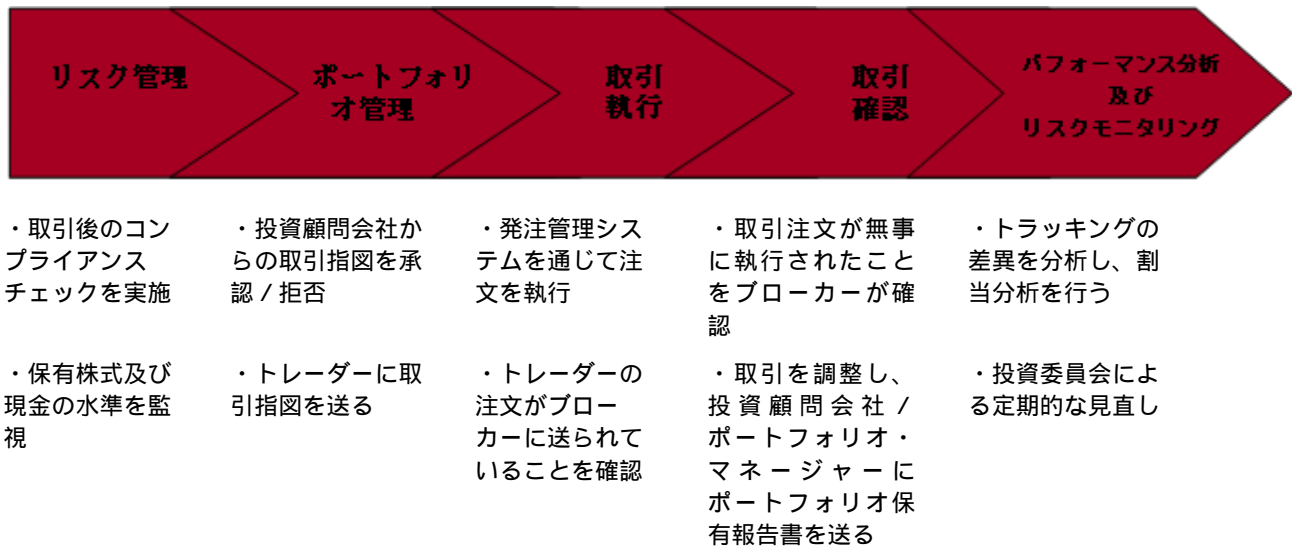 リスク管理
ポートフォリ
オ管理
取引
執行
取引
確認
パフォーマンス分析
及び
リスクモニタリング
・取引後のコン
プライアンス
チェックを実施
・投資顧問会社か
らの取引指図を承
認／拒否
・発注管理シス
テムを通じて注
文を執行
・取引注文が無事
に執行されたこと
をブローカーが確
認
・トラッキングの
差異を分析し、割
当分析を行う
・保有株式及び
現金の水準を監
視
・トレーダーに取
引指図を送る
・トレーダーの
注文がブロー
カーに送られて
いることを確認
・取引を調整し、
投資顧問会社／
ポートフォリオ・
マネージャーに
ポートフォリオ保
有報告書を送る
・投資委員会によ
る定期的な見直し